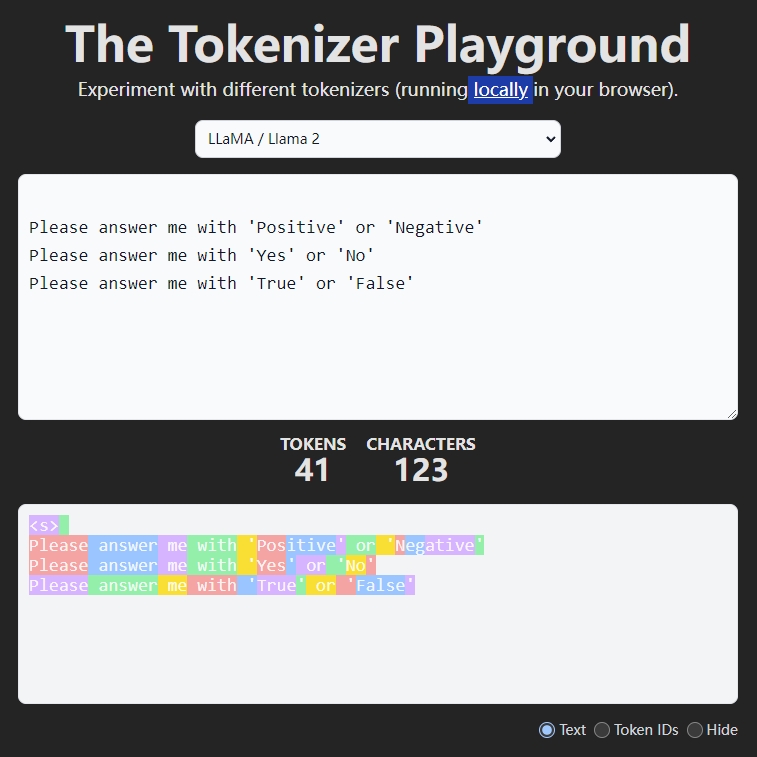 The Tokenizer Playground
Experiment with different tokenizers (running locally in your browser).
LLaMA / Llama 2
Please answer me with 'Positive' or 'Negative'
Please answer me with 'Yes' or 'No'
Please answer me with 'True' or 'False'
TOKENS CHARACTERS
41 123
<s>
Please answer me with 'Positive' or 'Negative'
Please answer me with 'Yes' or 'No'
Please answer me with 'True' or 'False'
Text Token IDs Hide